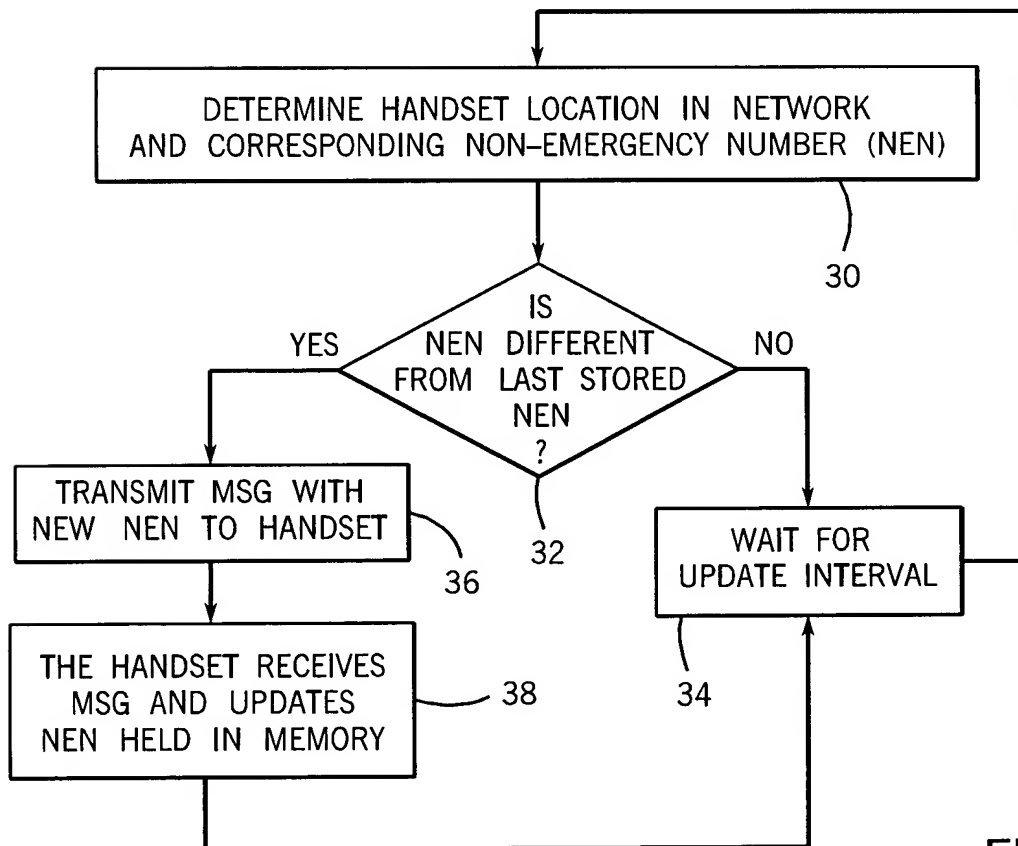 DETERMINE HANDSET LOCATION IN NETWORK
AND CORRESPONDING NON-EMERGENCY NUMBER (NEN)
30
IS
NEN DIFFERENT
FROM LAST STORED
NEN
?
YES
NO
32
TRANSMIT MSG WITH
NEW NEN TO HANDSET
36
WAIT FOR
UPDATE INTERVAL
34
THE HANDSET RECEIVES
MSG AND UPDATES
NEN HELD IN MEMORY
38